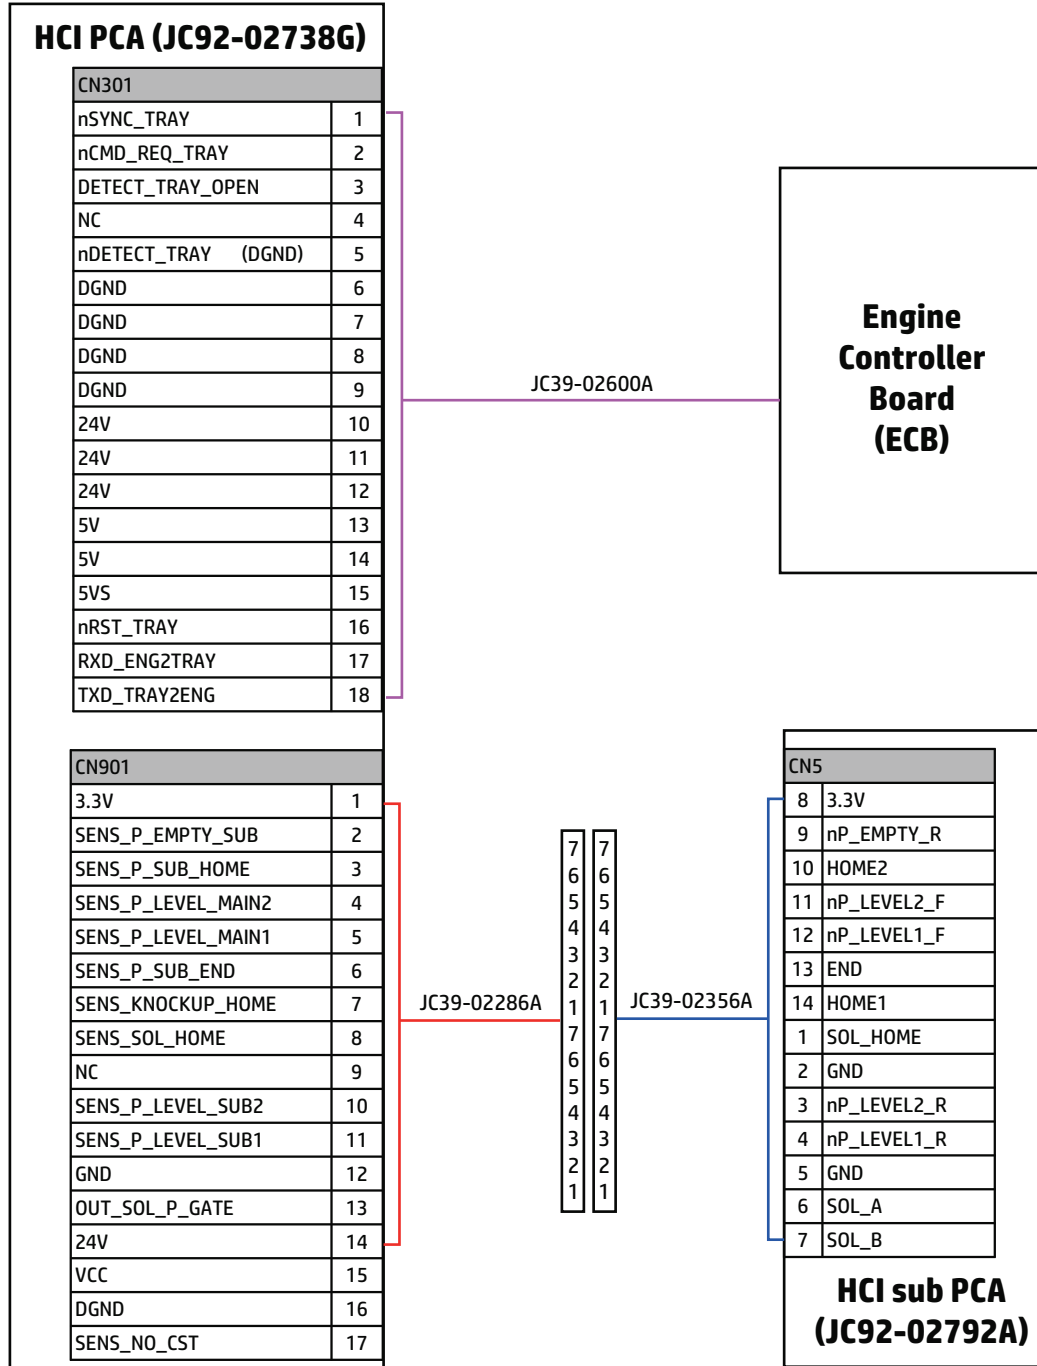 HCI PCA (JC92-02738G)
CN301
nSYNC_TRAY 1
nCMD_REQ_TRAY 2
DETECT_TRAY_OPEN 3
NC 4
nDETECT_TRAY (DGND) 5
DGND 6
DGND 7
DGND 8
DGND 9
24V 10
24V 11
24V 12
5V 13
5V 14
5VS 15
nRST_TRAY 16
RXD_ENG2TRAY 17
TXD_TRAY2ENG 18
JC39-02600A
Engine
Controller
Board
(ECB)
CN901
3.3V 1
SENS_P_EMPTY_SUB 2
SENS_P_SUB_HOME 3
SENS_P_LEVEL_MAIN2 4
SENS_P_LEVEL_MAIN1 5
SENS_P_SUB_END 6
SENS_KNOCKUP_HOME 7
SENS_SOL_HOME 8
NC 9
SENS_P_LEVEL_SUB2 10
SENS_P_LEVEL_SUB1 11
GND 12
OUT_SOL_P_GATE 13
24V 14
VCC 15
DGND 16
SENS_NO_CST 17
JC39-02286A
7 7
6 6
5 5
4 4
3 3
2 2
1 1
7 7
6 6
5 5
4 4
3 3
2 2
1 1
JC39-02356A
CN5
8 3.3V
9 nP_EMPTY_R
10 HOME2
11 nP_LEVEL2_F
12 nP_LEVEL1_F
13 END
14 HOME1
1 SOL_HOME
2 GND
3 nP_LEVEL2_R
4 nP_LEVEL1_R
5 GND
6 SOL_A
7 SOL_B
HCI sub PCA
(JC92-02792A)